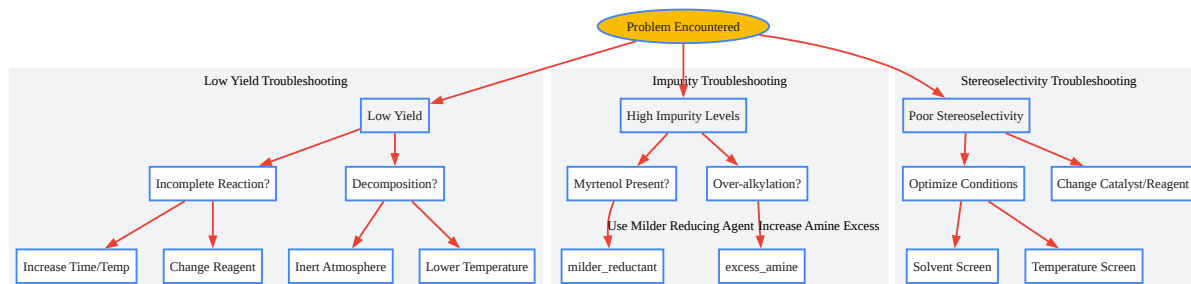 Problem Encountered
Low Yield Troubleshooting
Impurity Troubleshooting
Stereoselectivity Troubleshooting
Low Yield
High Impurity Levels
Poor Stereoselectivity
Incomplete Reaction?
Decomposition?
Myrtenol Present?
Over-alkylation?
Optimize Conditions
Change Catalyst/Reagent
Use Milder Reducing Agent
Increase Amine Excess
Increase Time/Temp
Change Reagent
Inert Atmosphere
Lower Temperature
milder_reductant
excess_amine
Solvent Screen
Temperature Screen